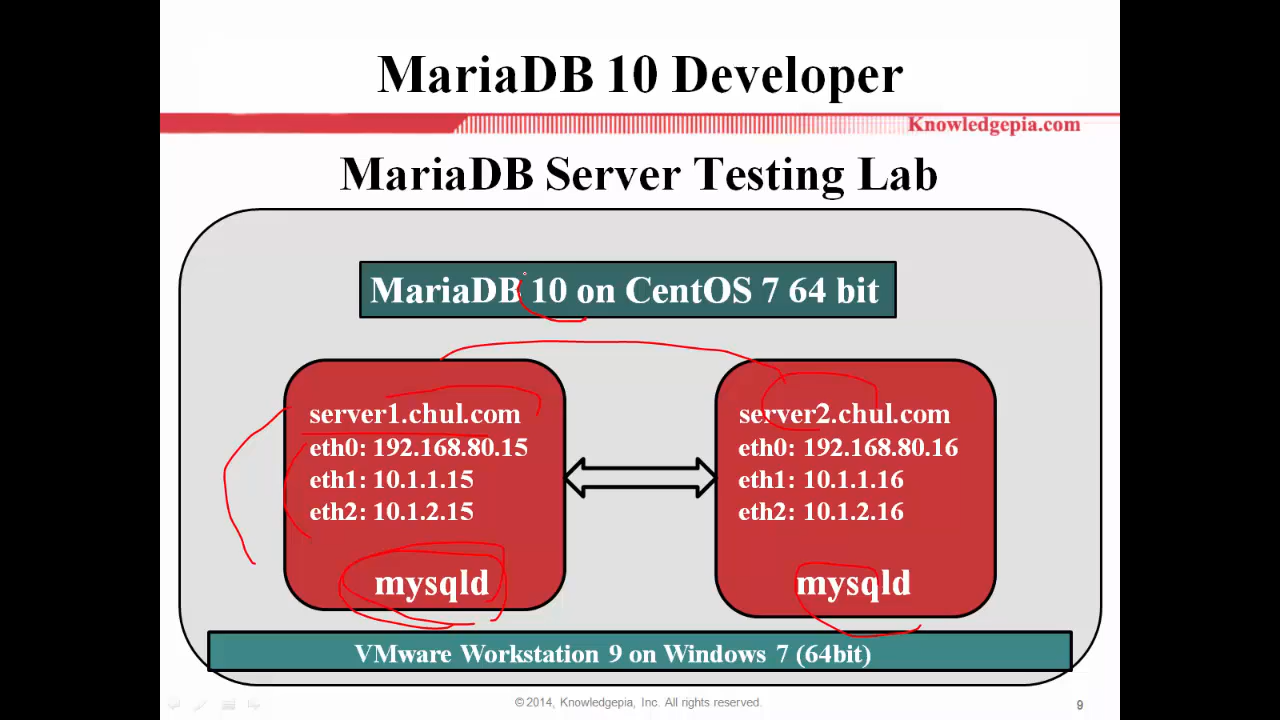 MariaDB 10 Developer
Knowledgepia.com
MariaDB Server Testing Lab
MariaDB 10 on CentOS 7 64 bit
server1.chul.com
eth0: 192.168.80.15
eth1: 10.1.1.15
eth2: 10.1.2.15
mysqld
server2.chul.com
eth0: 192.168.80.16
eth1: 10.1.1.16
eth2: 10.1.2.16
mysqld
VMware Workstation 9 on Windows 7 (64bit)
© 2014, Knowledgepia, Inc. All rights reserved.
9